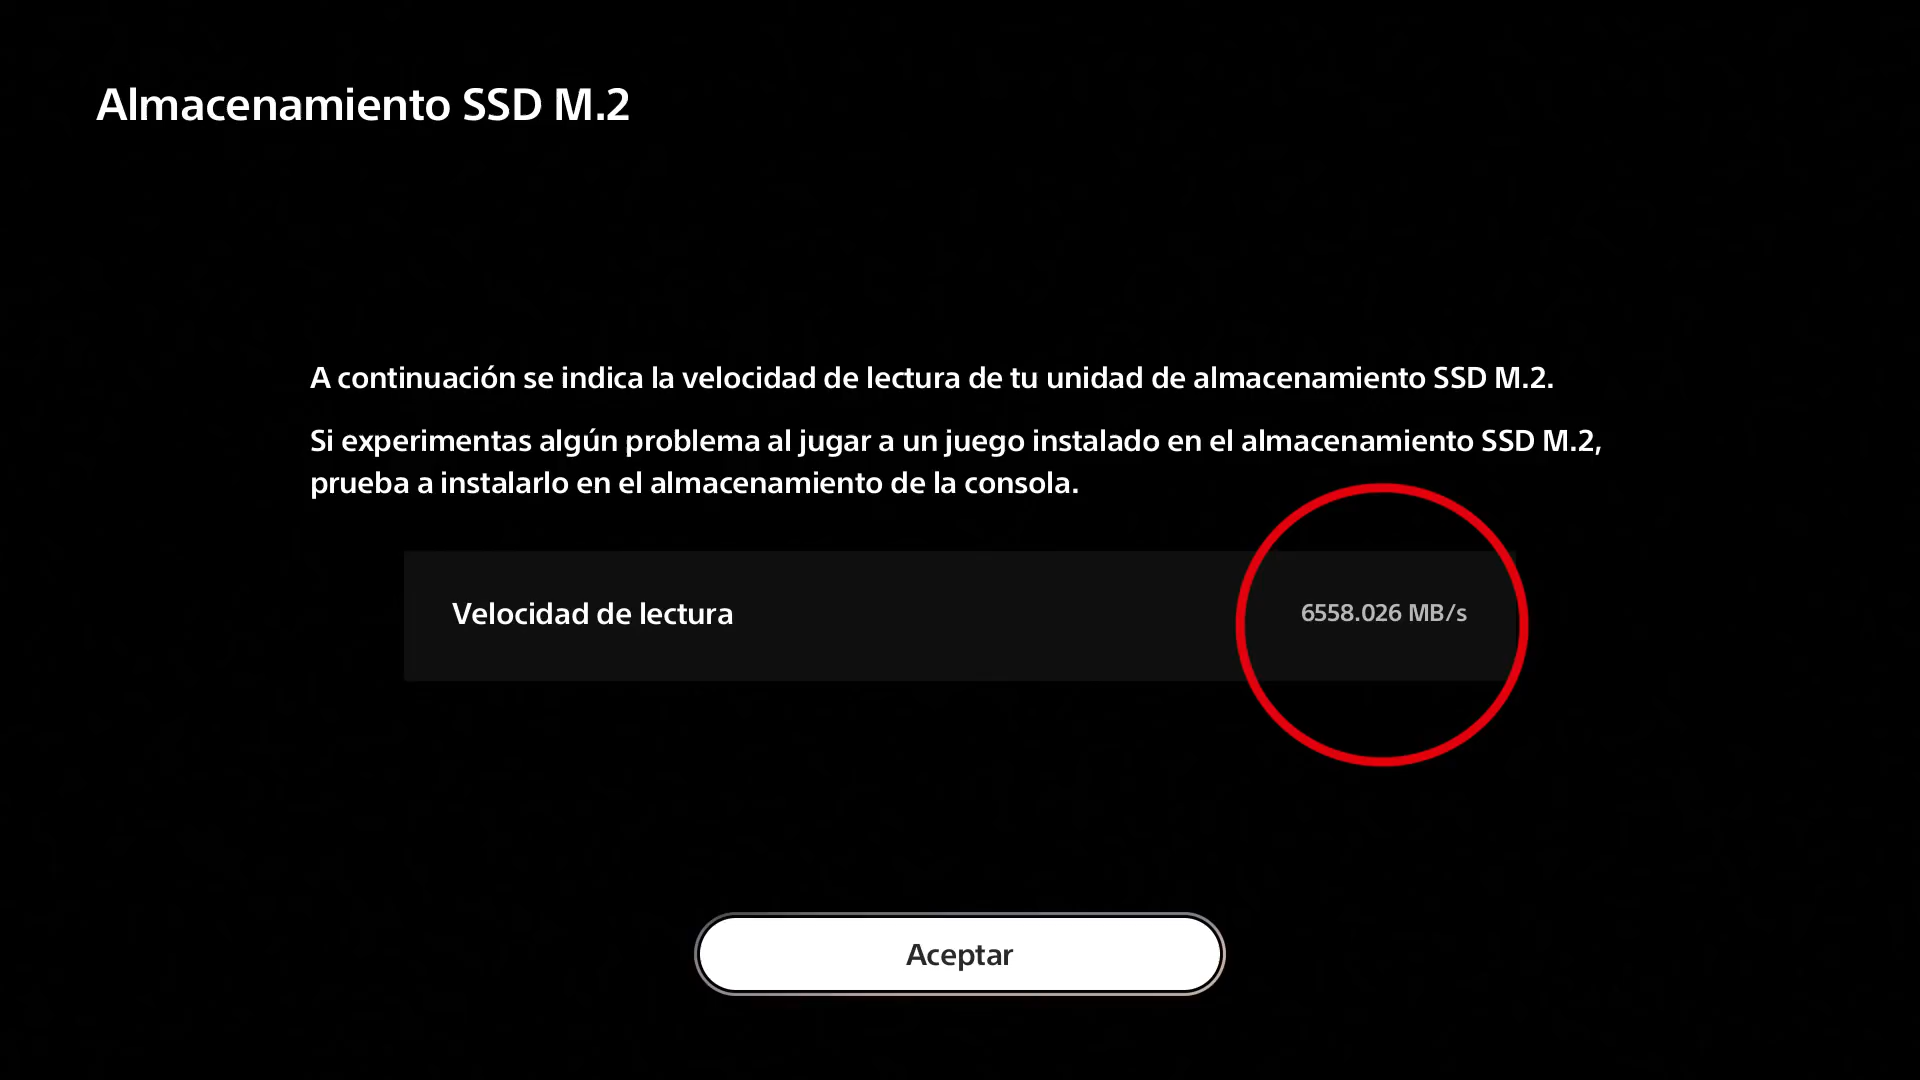 Almacenamiento SSD M.2
A continuación se indica la velocidad de lectura de tu unidad de almacenamiento SSD M.2.
Si experimentas algún problema al jugar a un juego instalado en el almacenamiento SSD M.2,
prueba a instalarlo en el almacenamiento de la consola.
Velocidad de lectura 6558.026 MB/s
Aceptar